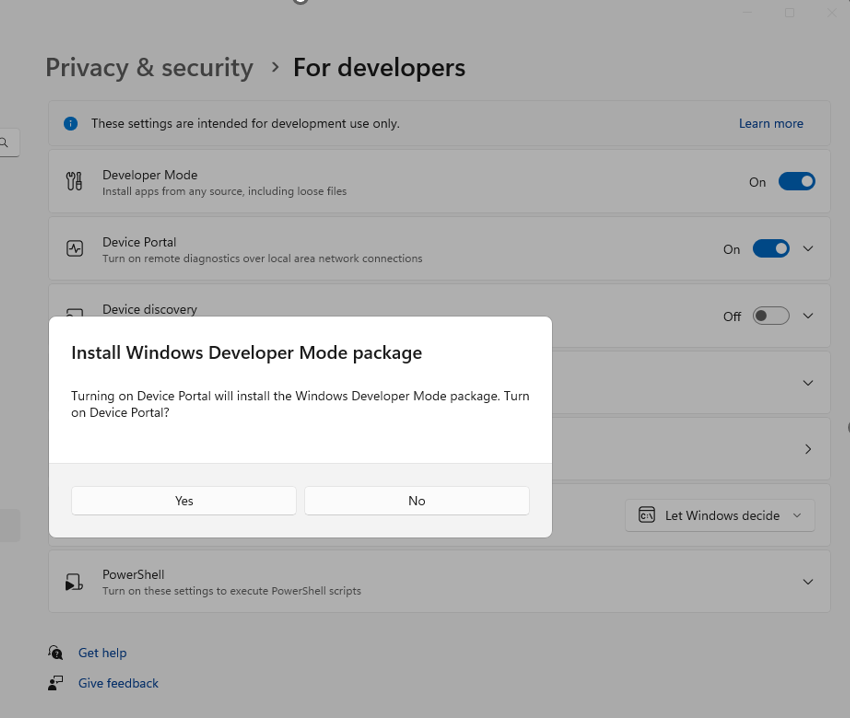 Privacy & security > For developers
These settings are intended for development use only. Learn more
Developer Mode
Install apps from any source, including loose files
On
Device Portal
Turn on remote diagnostics over local area network connections
On
Device discovery
Off
Install Windows Developer Mode package
Turning on Device Portal will install the Windows Developer Mode package. Turn
on Device Portal?
Yes No
C:\ Let Windows decide
PowerShell
Turn on these settings to execute PowerShell scripts
Get help
Give feedback